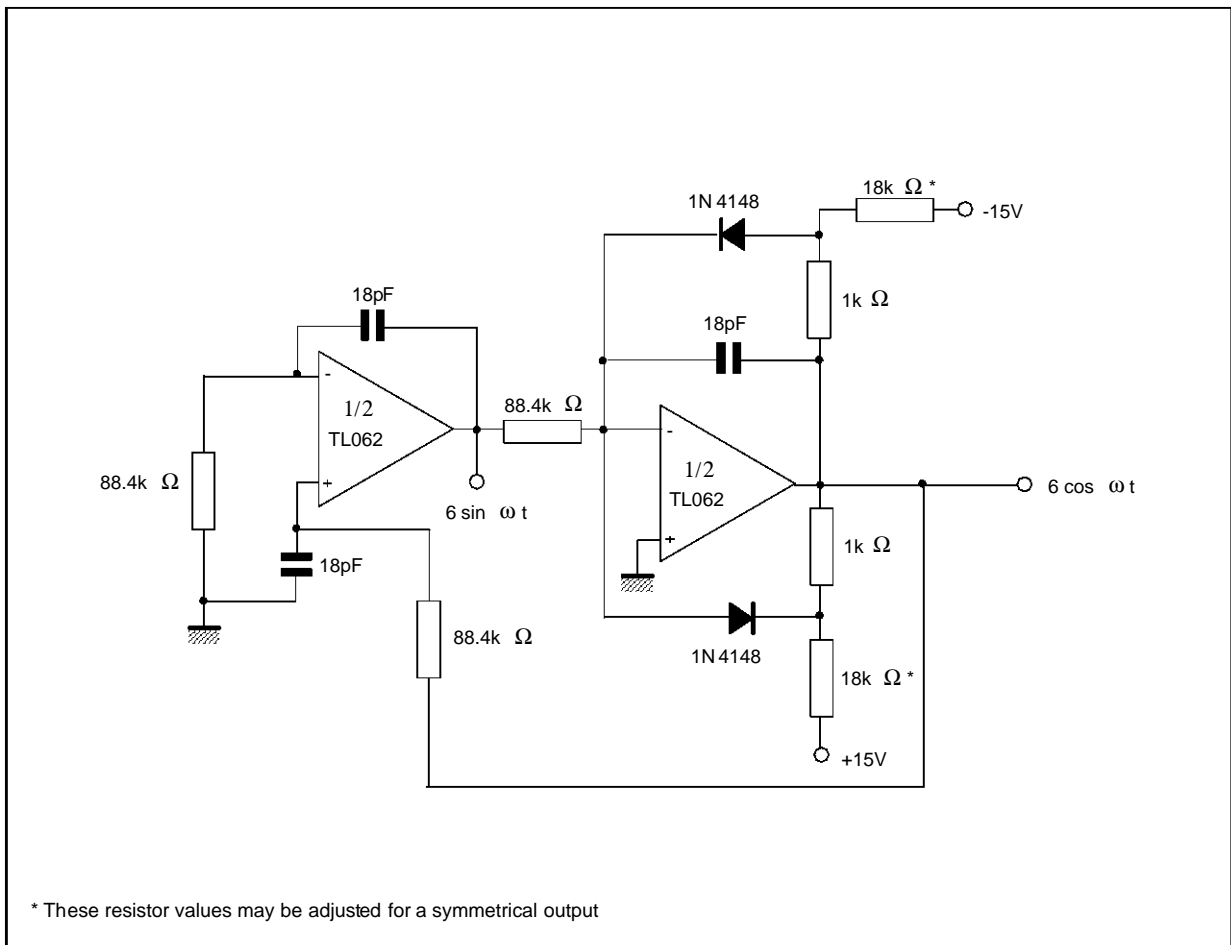 18k Ω *
1N 4148
-15V
1k Ω
18pF
18pF
-
1/2
TL062
88.4k Ω
-
1/2
TL062
88.4k Ω
+
6 sin ω t
6 cos ω t
+
1k Ω
18pF
88.4k Ω
1N 4148
18k Ω *
+15V
* These resistor values may be adjusted for a symmetrical output